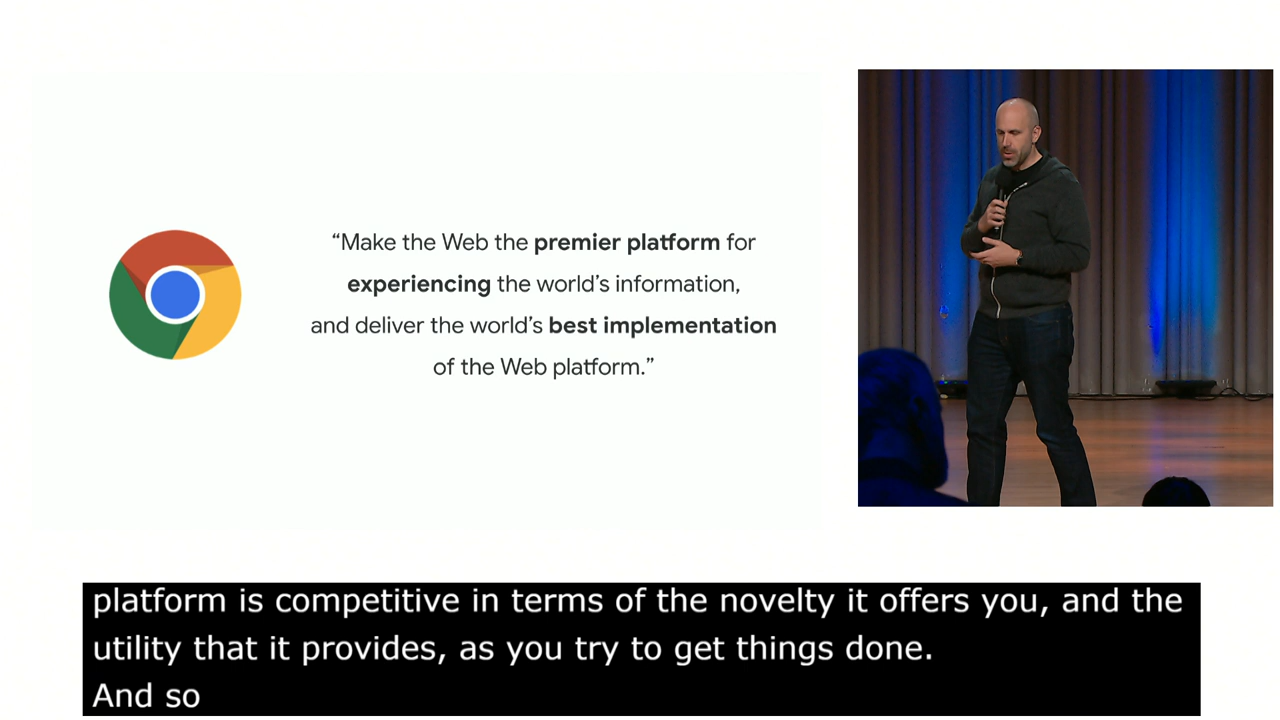 “Make the Web the premier platform for
experiencing the world’s information,
and deliver the world’s best implementation
of the Web platform.”
platform is competitive in terms of the novelty it offers you, and the
utility that it provides, as you try to get things done.
And so